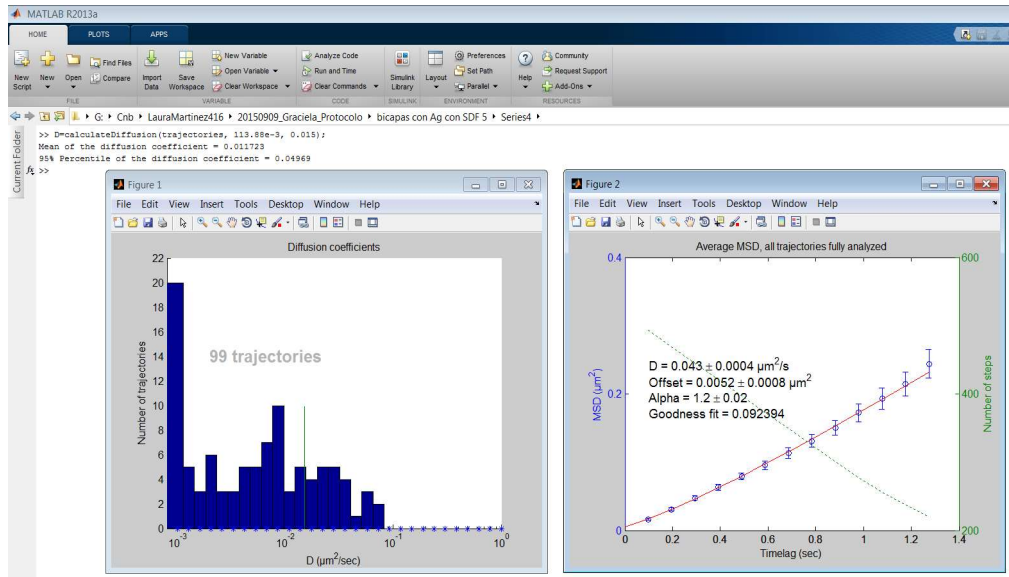 MATLAB R2013a
HOME PLOTS APPS
New Script
New
Open
Find Files
Compare
Import Data
Save Workspace
New Variable
Open Variable
Clear Workspace
Analyze Code
Run and Time
Clear Commands
Simulink Library
Layout
Preferences
Set Path
Parallel
Help
Community
Request Support
Add-Ons
FILE VARIABLE CODE SIMULINK ENVIRONMENT RESOURCES
G: Cnb LauraMartinez416 20150909_Graciela_Protocolo bicapas con Ag con SDF 5 Series4
Current Folder
>> D=calculateDiffusion(trajectories, 113.88e-3, 0.015);
Mean of the diffusion coefficient = 0.011723
95% Percentile of the diffusion coefficient = 0.04969
fx >>
Figure 1
File Edit View Insert Tools Desktop Window Help
Diffusion coefficients
Number of trajectories
22
20
18
16
14
12
10
8
6
4
2
0
99 trajectories
10^-3 10^-2 10^-1 10^0
D (µm²/sec)
Figure 2
File Edit View Insert Tools Desktop Window Help
Average MSD, all trajectories fully analyzed
MSD (µm²)
0.4
0.2
0
D = 0.043 ± 0.0004 µm²/s
Offset = 0.0052 ± 0.0008 µm²
Alpha = 1.2 ± 0.02
Goodness fit = 0.092394
600
400
200
Number of steps
0 0.2 0.4 0.6 0.8 1 1.2 1.4
Timelag (sec)